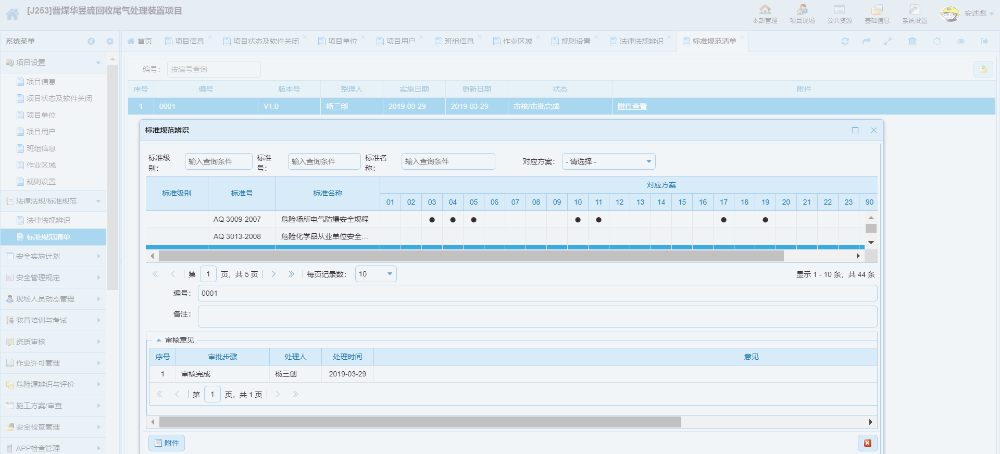 [J253]晋煤华昱硫回收尾气处理装置项目
本部管理 项目现场 公共资源 基础信息 系统设置 安述彪
系统菜单
首页 项目信息 项目状态及软件关闭 项目单位 项目用户 班组信息 作业区域 规则设置 法律法规辨识 标准规范清单
项目设置
项目信息
项目状态及软件关闭
项目单位
项目用户
班组信息
作业区域
规则设置
法律法规/标准规范
法律法规辨识
标准规范清单
安全实施计划
安全管理规定
现场人员动态管理
教育培训与考试
资质审核
作业许可管理
危险源辨识与评价
施工方案/审查
安全检查管理
APP检查管理
编号： 按编号查询
序号 编号 版本号 整理人 实施日期 更新日期 状态 附件
1 0001 V1.0 杨三创 2019-03-29 2019-03-29 审核/审批完成 附件查看
标准规范辨识
标准级别： 输入查询条件 标准号： 输入查询条件 标准名称： 输入查询条件 对应方案： - 请选择 -
标准级别 标准号 标准名称 对应方案
01 02 03 04 05 06 07 08 09 10 11 12 13 14 15 16 17 18 19 20 21 22 23 90
AQ 3009-2007 危险场所电气防爆安全规程 ● ● ● ● ● ● ●
AQ 3013-2008 危险化学品从业单位安全...
第 1 页，共 5 页 每页记录数： 10 显示 1 - 10 条，共 44 条
编号： 0001
备注：
审核意见
序号 审批步骤 处理人 处理时间 意见
1 审核完成 杨三创 2019-03-29
第 1 页，共 1 页
附件